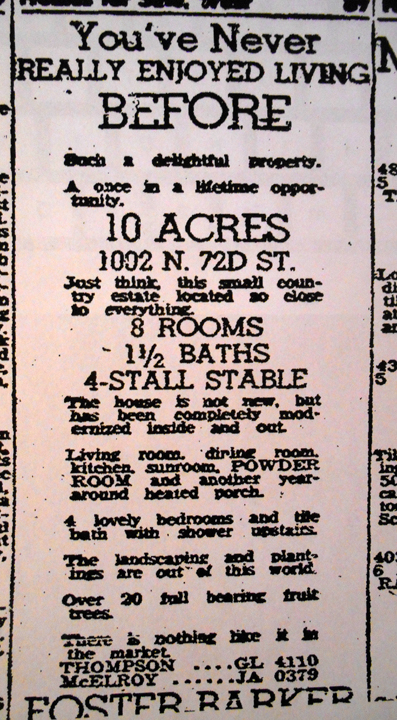 You've Never
REALLY ENJOYED LIVING
BEFORE
Such a delightful property.
A once in a lifetime oppor-
tunity.
10 ACRES
1002 N. 72D ST.
Just think, this small coun-
try estate located so close
to everything.
8 ROOMS
1½ BATHS
4-STALL STABLE
The house is not new, but
has been completely mod-
ernized inside and out.
Living room, dining room,
kitchen, sunroom, POWDER
ROOM and another year-
around heated porch.
4 lovely bedrooms and tile
bath with shower upstairs.
The landscaping and plant-
ings are out of this world.
Over 20 full bearing fruit
trees.
There is nothing like it in
the market.
THOMPSON ....GL 4110
McELROY ......JA 0379
FOSTER BARKER